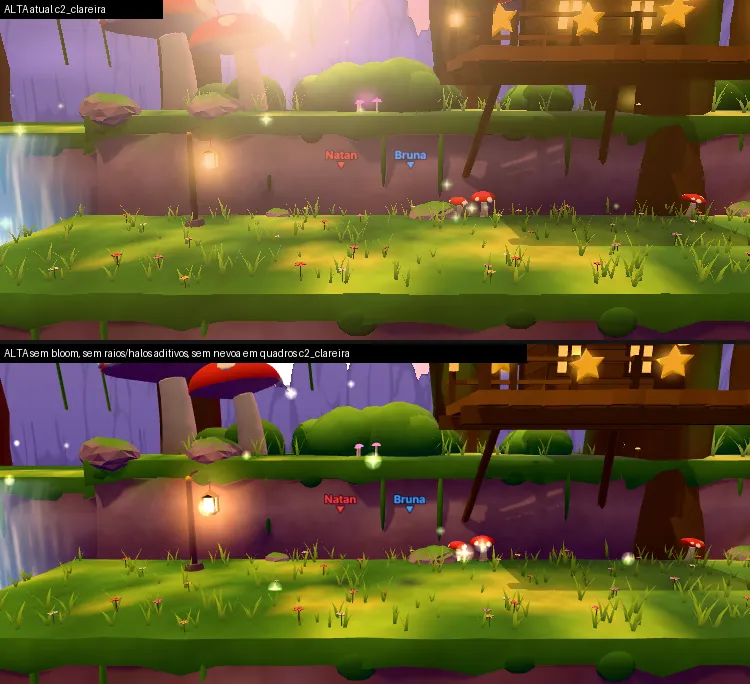 ALTA atual c2_clareira
Natan
Bruna
ALTA sem bloom, sem raios/halos aditivos, sem nevoa em quadros c2_clareira
Natan
Bruna